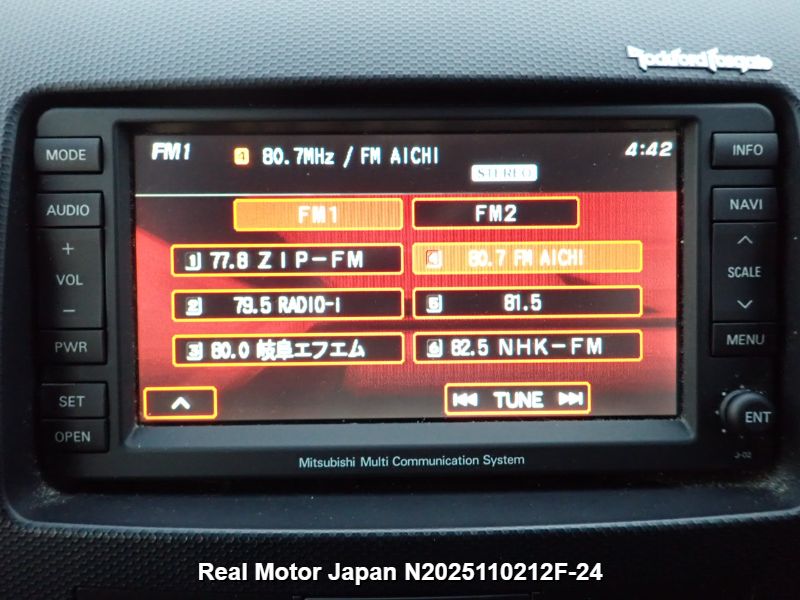 Rockford Fosgate
MODE
AUDIO
+
VOL
−
PWR
SET
OPEN
FM1 4 80.7MHz / FM AICHI 4:42
STEREO
FM1 FM2
1 77.8 ZIP-FM 4 80.7 FM AICHI
2 79.5 RADIO-i 5 81.5
3 80.0 岐阜エフエム 6 82.5 NHK-FM
TUNE
INFO
NAVI
SCALE
MENU
ENT
J-02
Mitsubishi Multi Communication System
Real Motor Japan N2025110212F-24